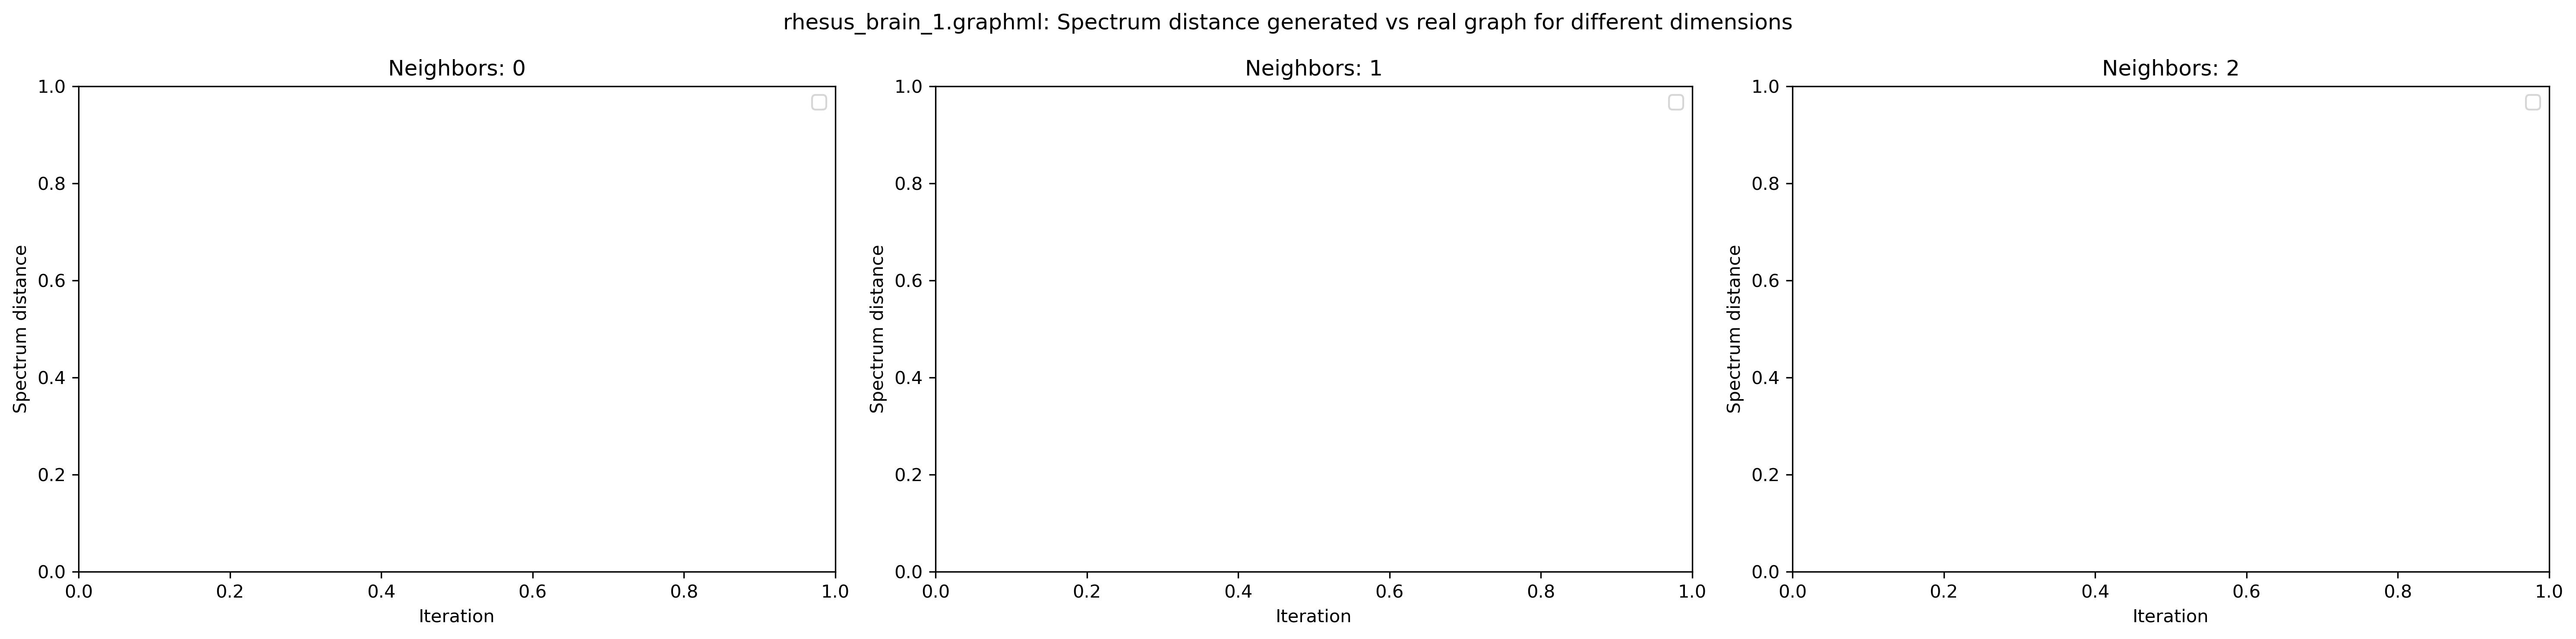 rhesus_brain_1.graphml: Spectrum distance generated vs real graph for different dimensions
Neighbors: 0
1.0
0.8
0.6
0.4
0.2
0.0
Spectrum distance
0.0 0.2 0.4 0.6 0.8 1.0
Iteration
Neighbors: 1
1.0
0.8
0.6
0.4
0.2
0.0
Spectrum distance
0.0 0.2 0.4 0.6 0.8 1.0
Iteration
Neighbors: 2
1.0
0.8
0.6
0.4
0.2
0.0
Spectrum distance
0.0 0.2 0.4 0.6 0.8 1.0
Iteration